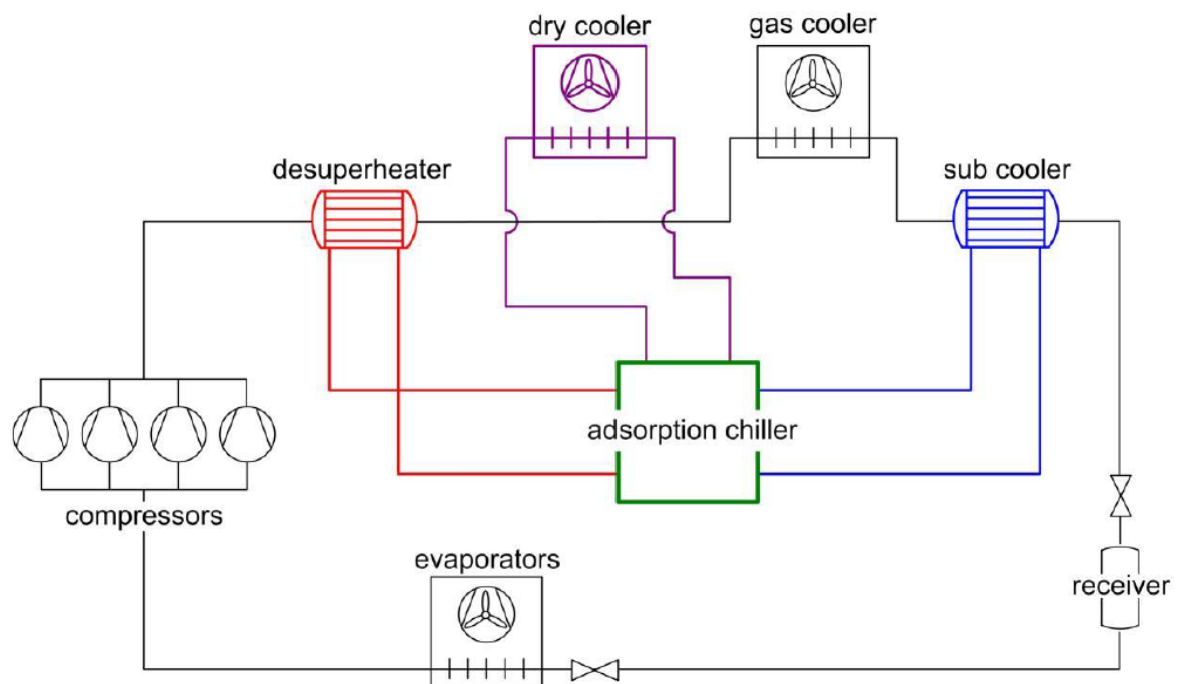 dry cooler
gas cooler
desuperheater
sub cooler
adsorption chiller
compressors
evaporators
receiver